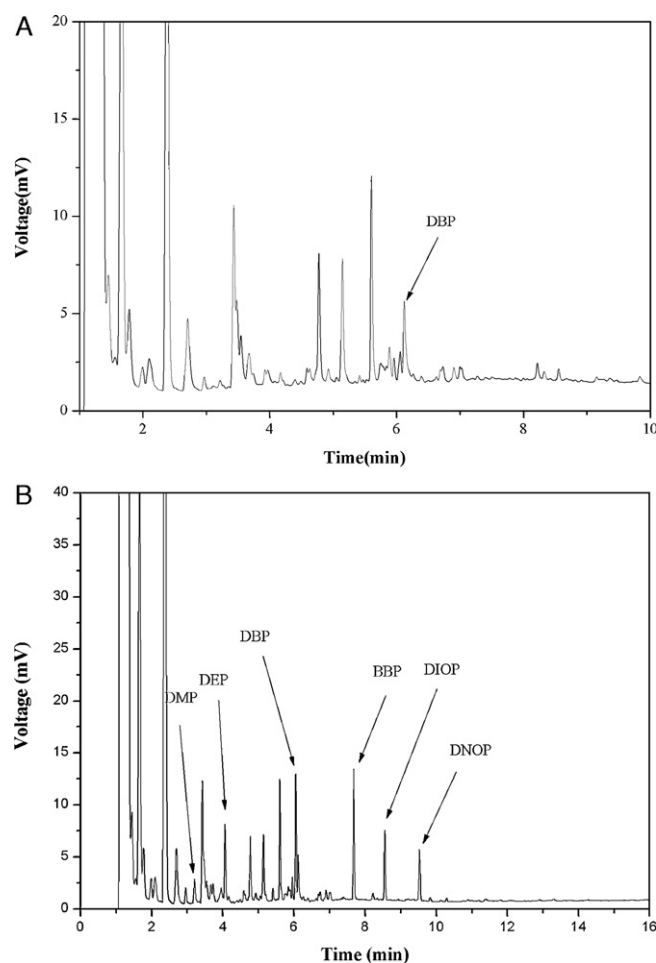 A
20
15
10
5
0
Voltage(mV)
DBP
2
4
6
8
10
Time(min)
B
40
35
30
25
20
15
10
5
0
Voltage (mV)
DMP
DEP
DBP
BBP
DIOP
DNOP
0
2
4
6
8
10
12
14
16
Time (min)